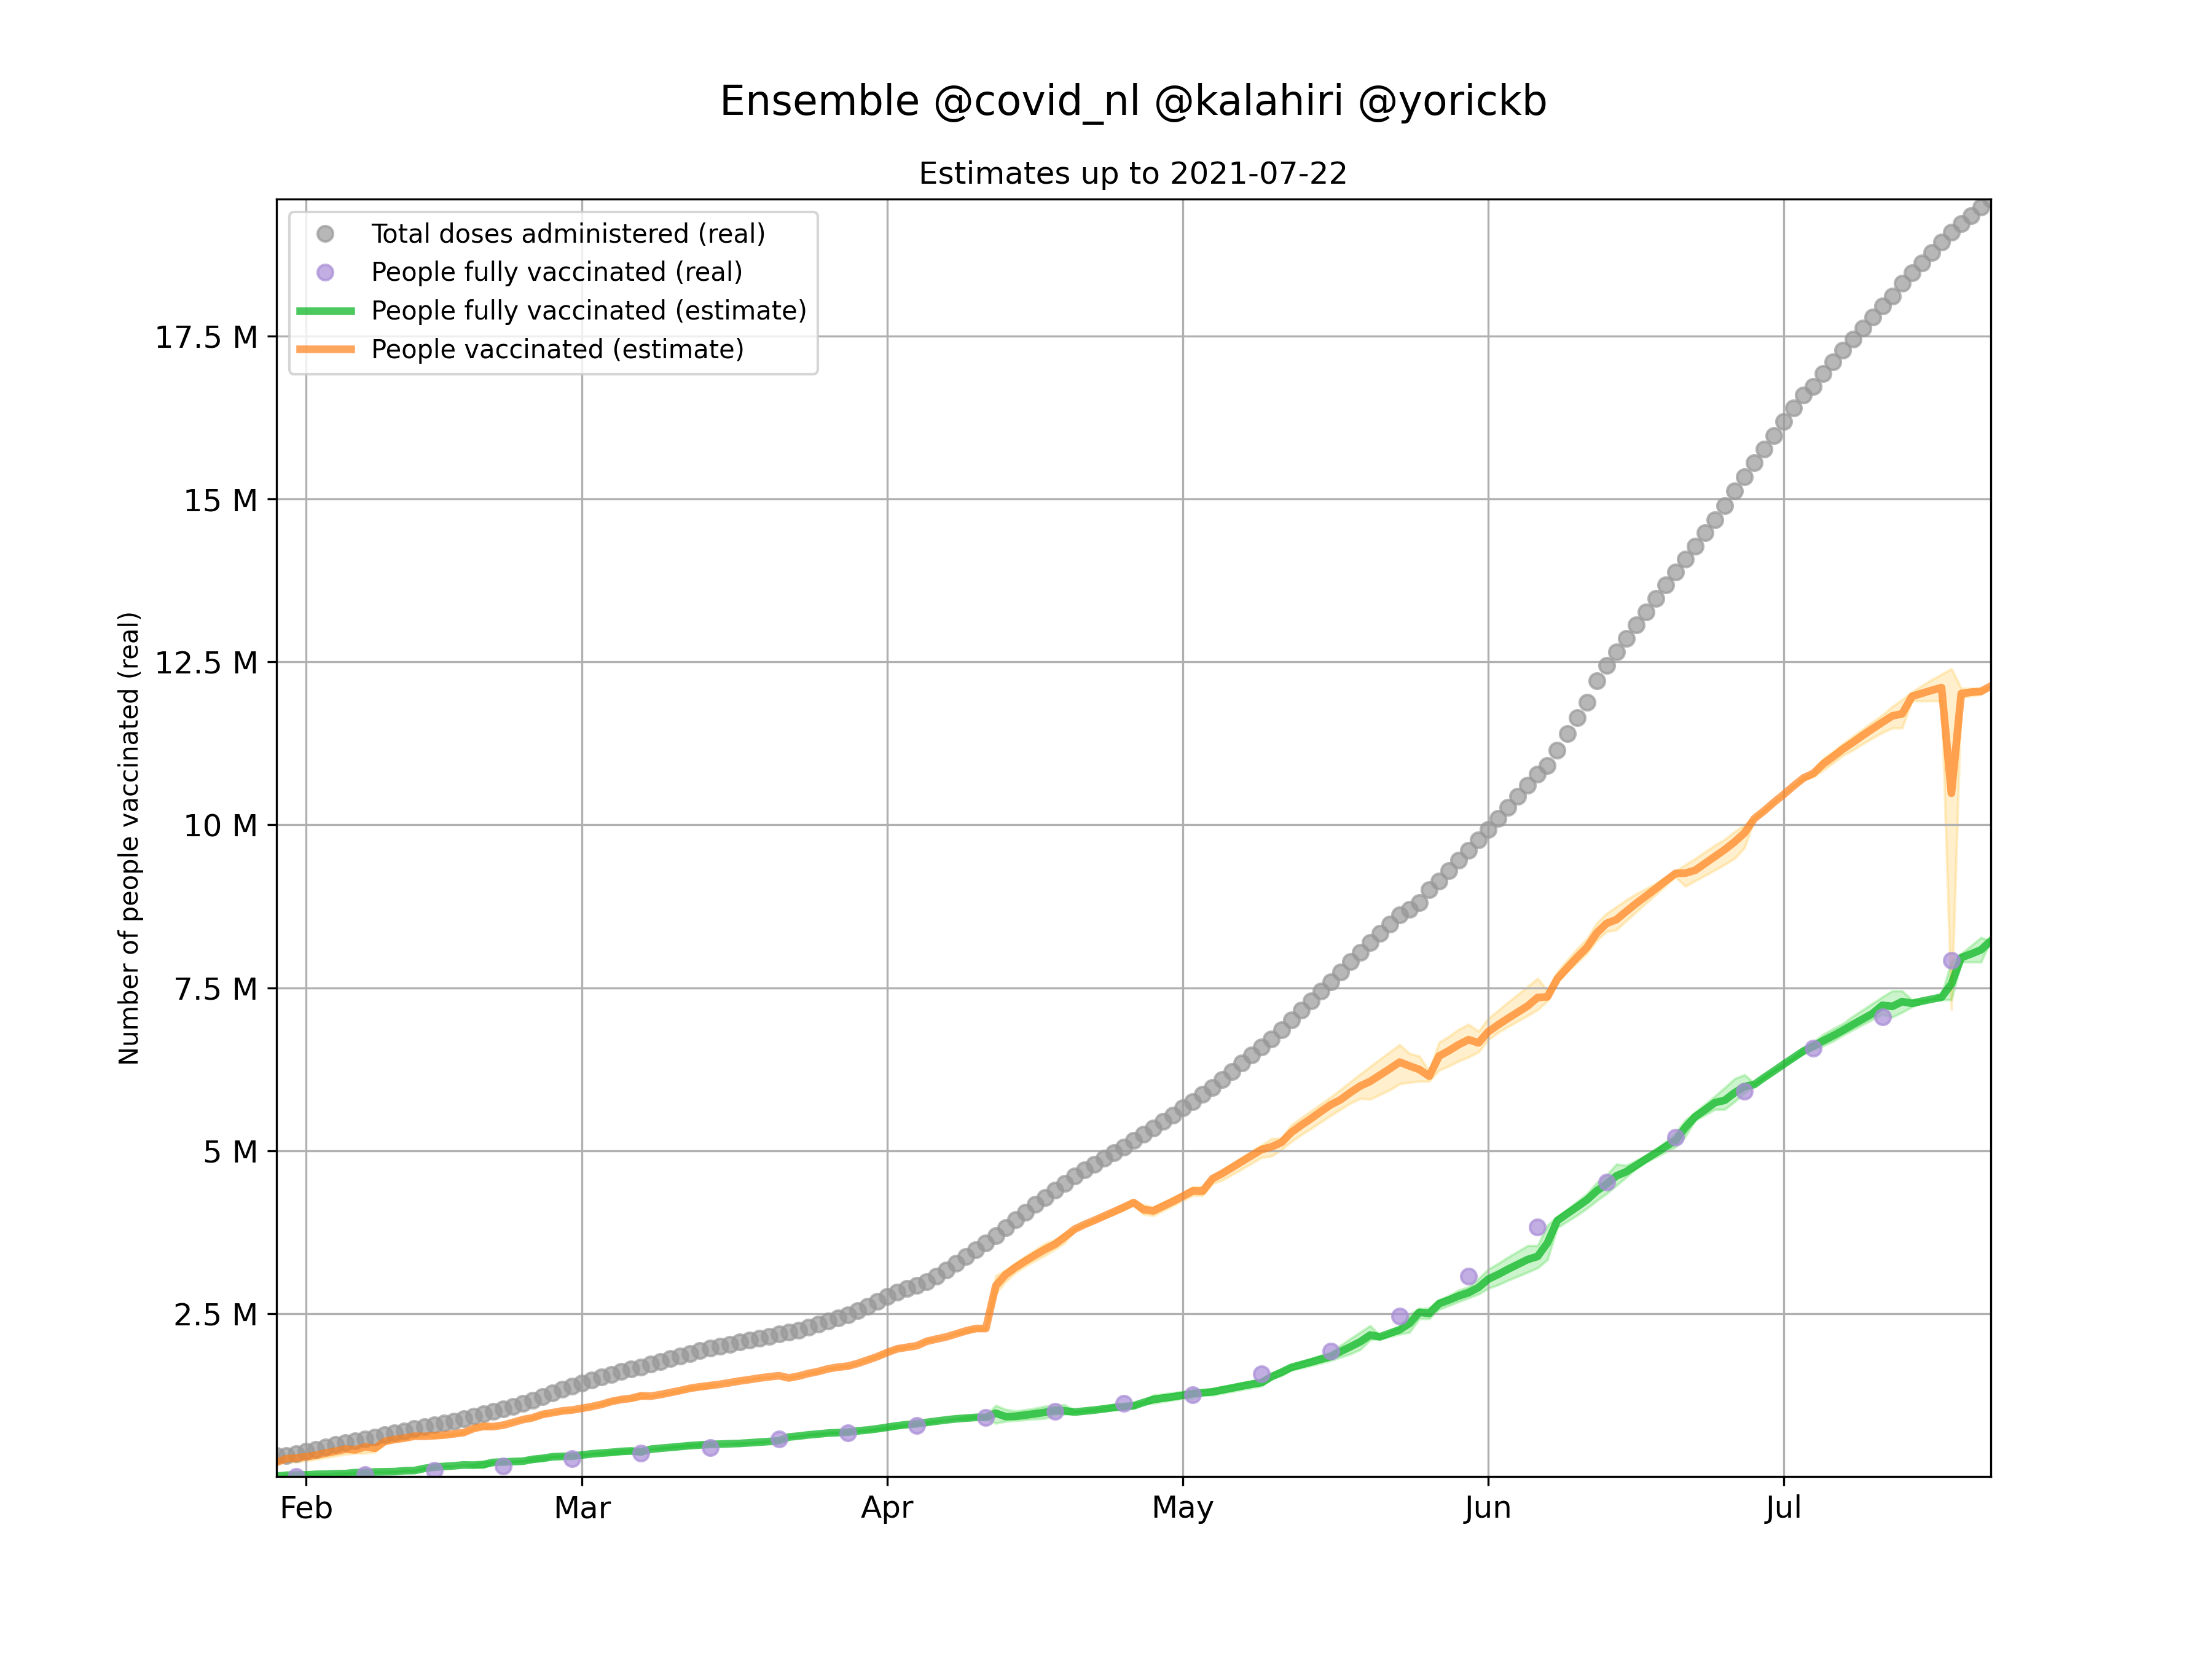 Ensemble @covid_nl @kalahiri @yorickb
Estimates up to 2021-07-22
Total doses administered (real)
People fully vaccinated (real)
People fully vaccinated (estimate)
People vaccinated (estimate)
17.5 M
15 M
12.5 M
10 M
7.5 M
5 M
2.5 M
Number of people vaccinated (real)
Feb
Mar
Apr
May
Jun
Jul